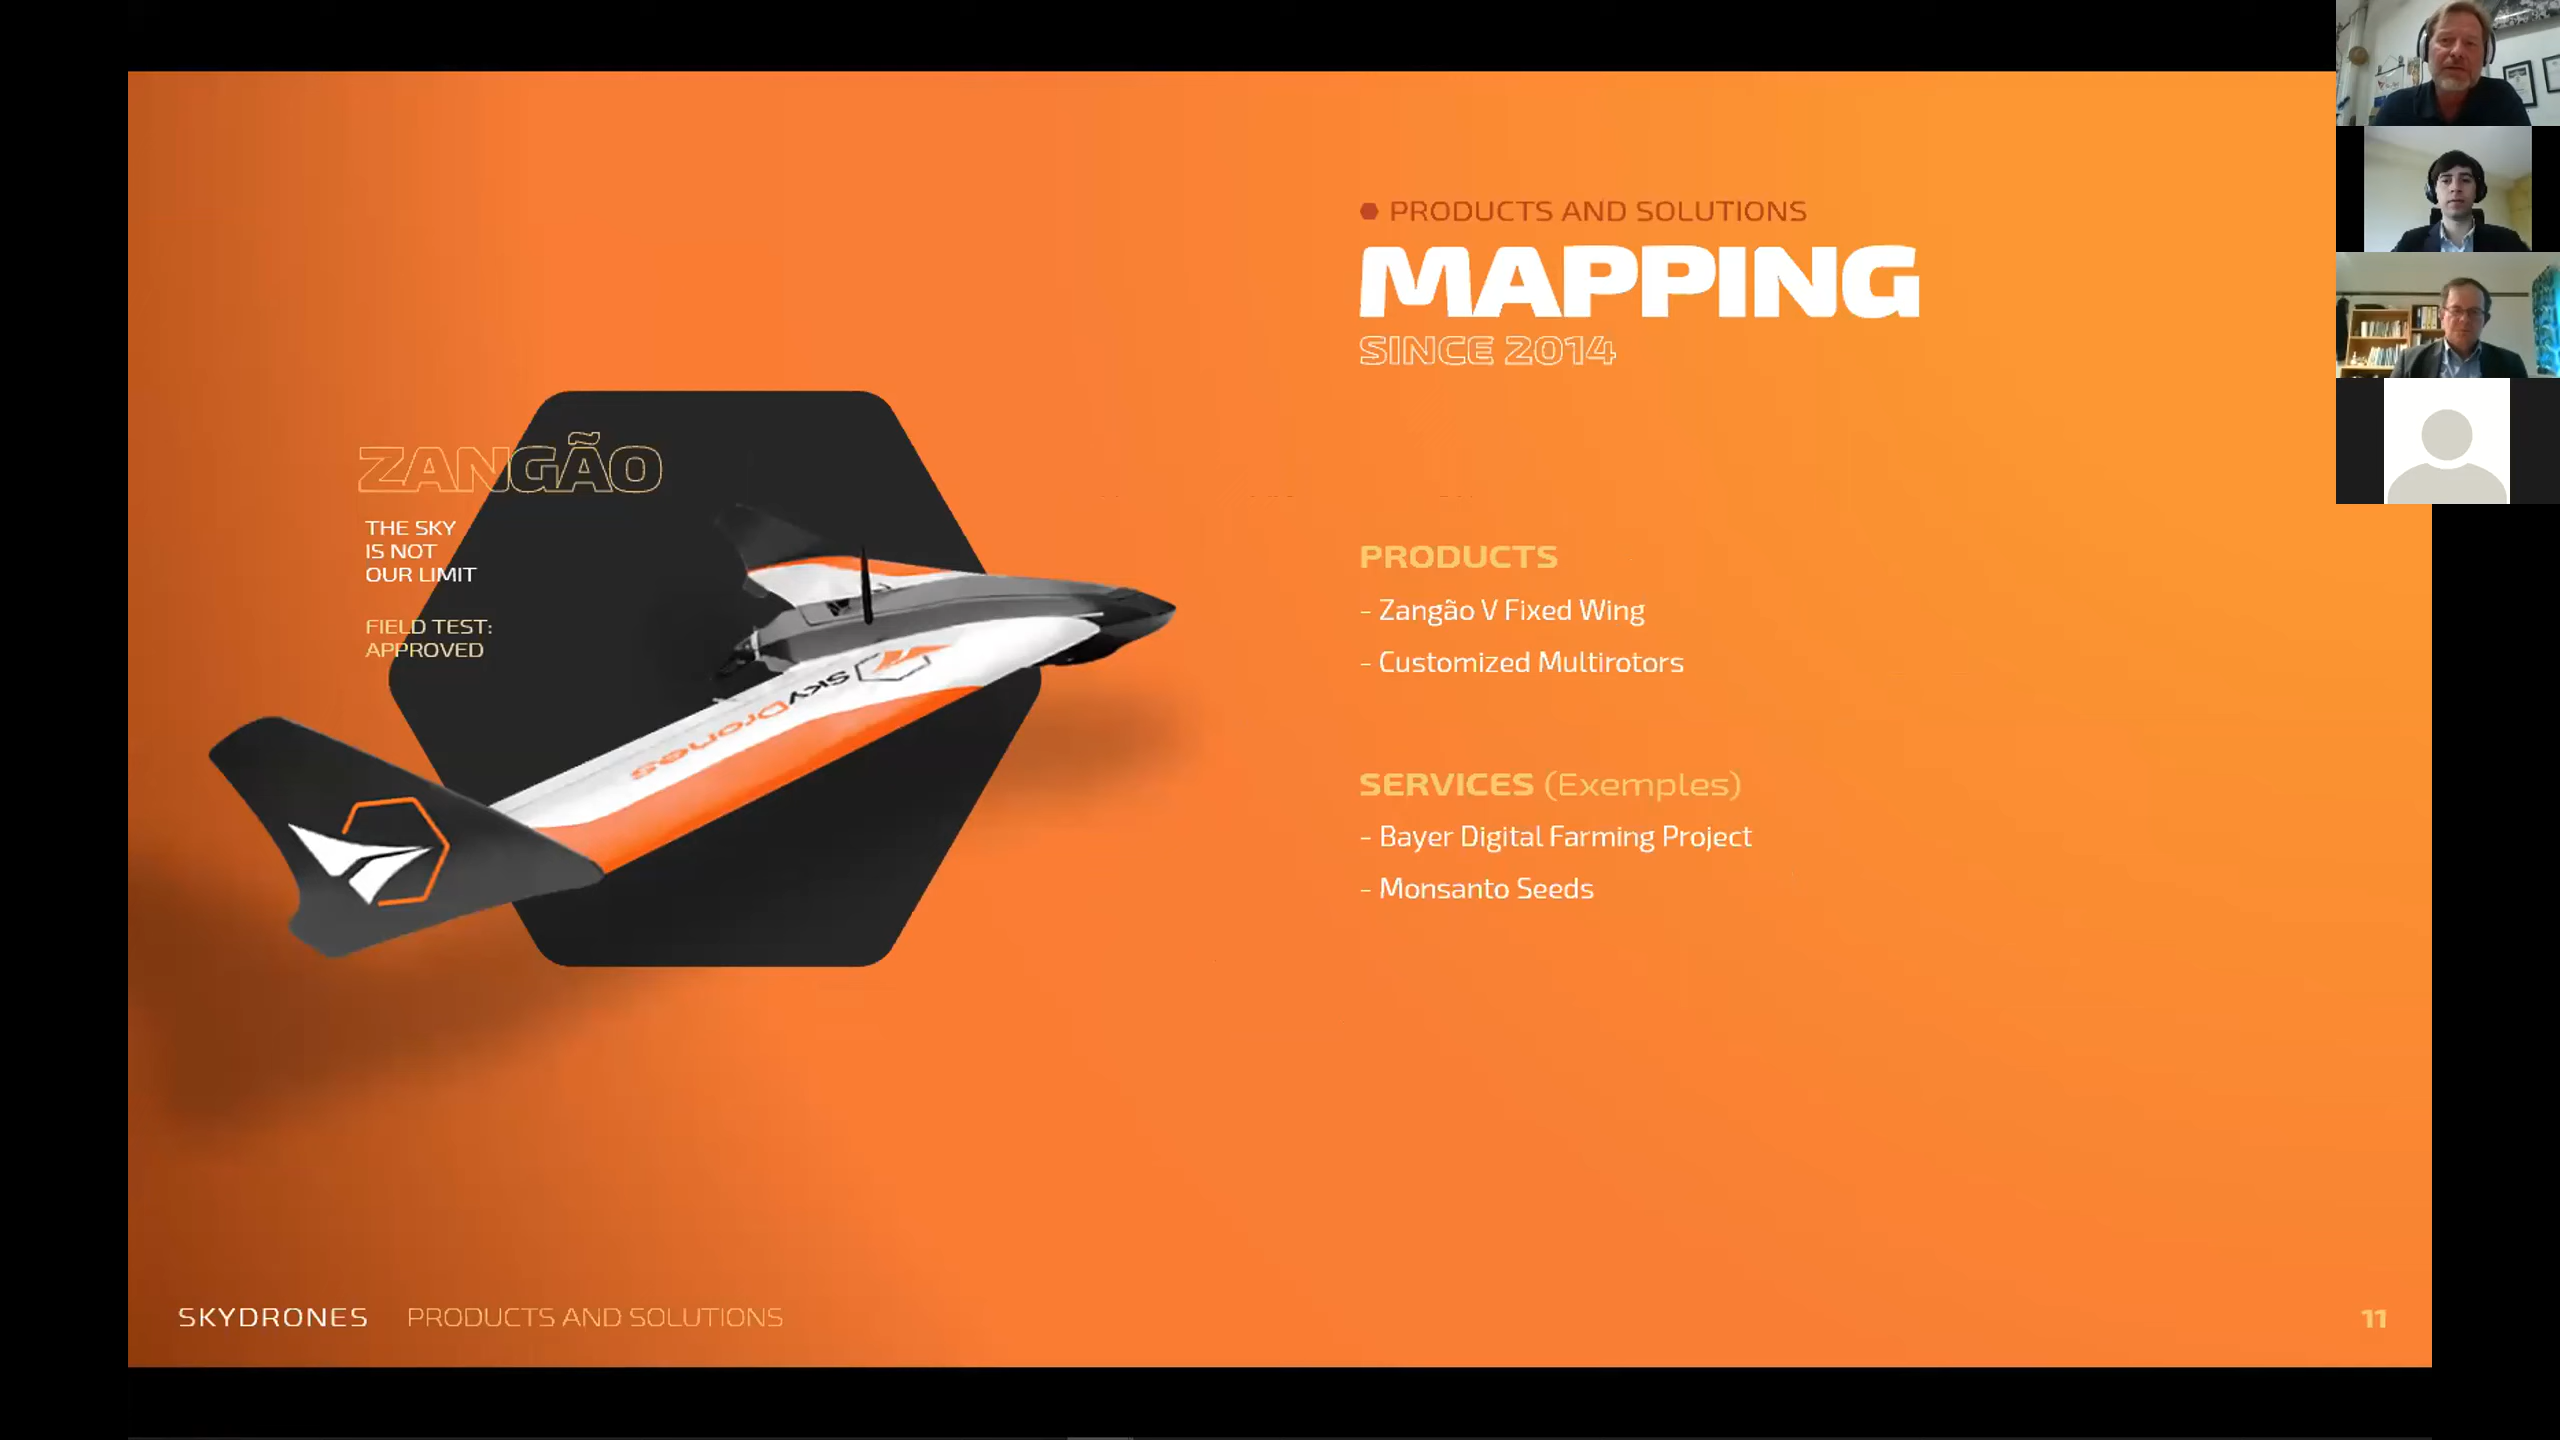 PRODUCTS AND SOLUTIONS
MAPPING
SINCE 2014
ZANGÃO
THE SKY
IS NOT
OUR LIMIT
FIELD TEST:
APPROVED
SkyDrones
PRODUCTS
- Zangão V Fixed Wing
- Customized Multirotors
SERVICES (Exemples)
- Bayer Digital Farming Project
- Monsanto Seeds
SKYDRONES PRODUCTS AND SOLUTIONS
11